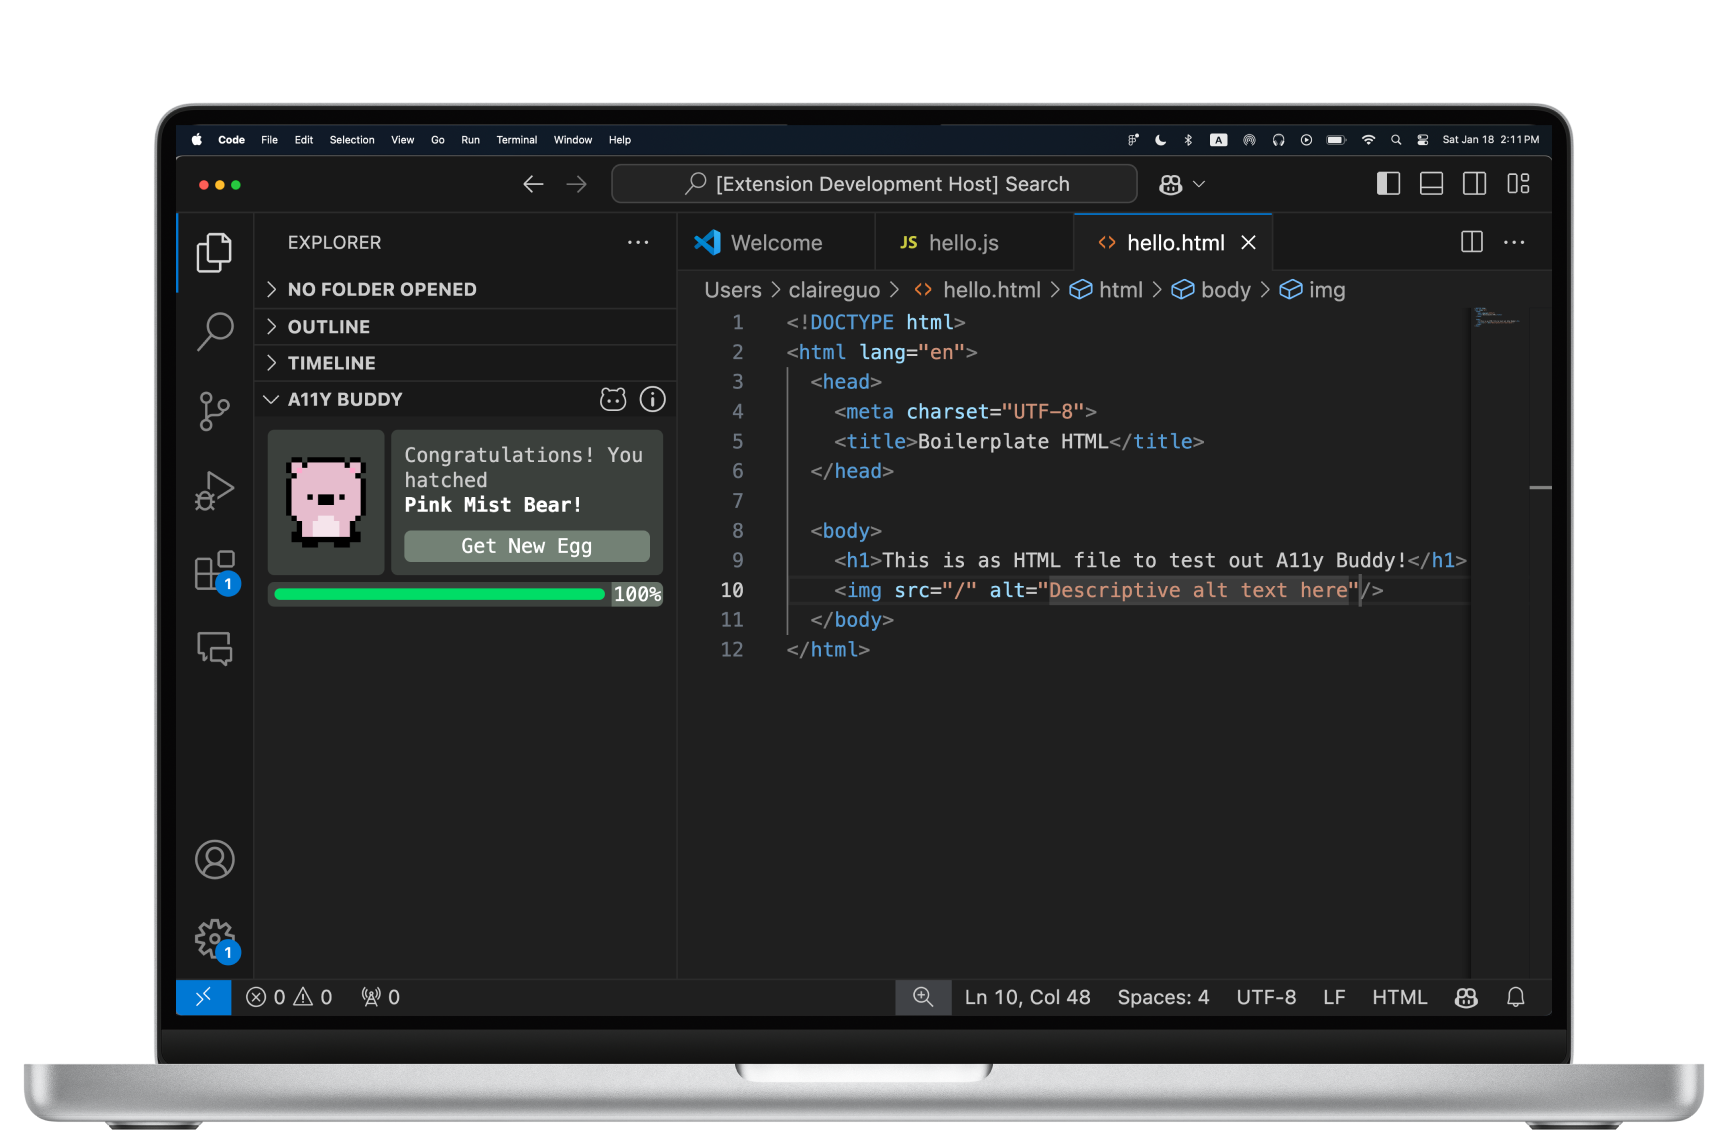 Code File Edit Selection View Go Run Terminal Window Help
A
Sat Jan 18 2:11 PM
[Extension Development Host] Search
EXPLORER
NO FOLDER OPENED
OUTLINE
TIMELINE
A11Y BUDDY
Congratulations! You
hatched
Pink Mist Bear!
Get New Egg
100%
1
1
Welcome
JS hello.js
hello.html
Users > claireguo > hello.html > html > body > img
1 <!DOCTYPE html>
2 <html lang="en">
3 <head>
4 <meta charset="UTF-8">
5 <title>Boilerplate HTML</title>
6 </head>
7
8 <body>
9 <h1>This is as HTML file to test out A11y Buddy!</h1>
10 <img src="/" alt="Descriptive alt text here"/>
11 </body>
12 </html>
0 0 0
Ln 10, Col 48 Spaces: 4 UTF-8 LF HTML